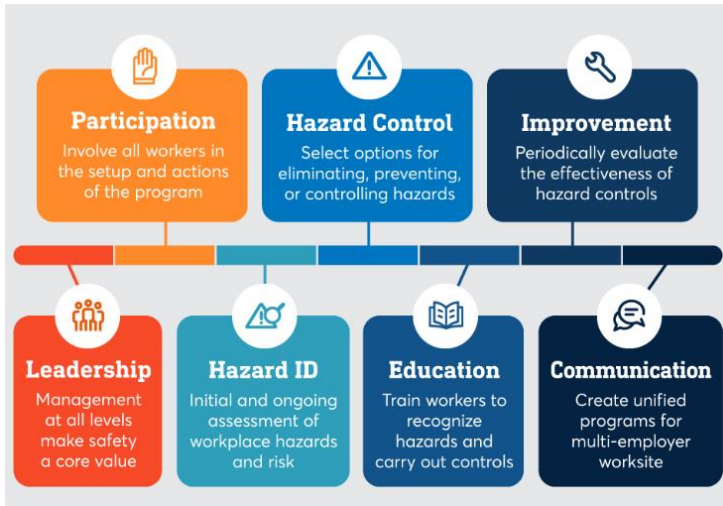 Participation
Involve all workers in
the setup and actions
of the program
Hazard Control
Select options for
eliminating, preventing,
or controlling hazards
Improvement
Periodically evaluate
the effectiveness of
hazard controls
Leadership
Management
at all levels
make safety
a core value
Hazard ID
Initial and ongoing
assessment of
workplace hazards
and risk
Education
Train workers to
recognize
hazards and
carry out controls
Communication
Create unified
programs for
multi-employer
worksite